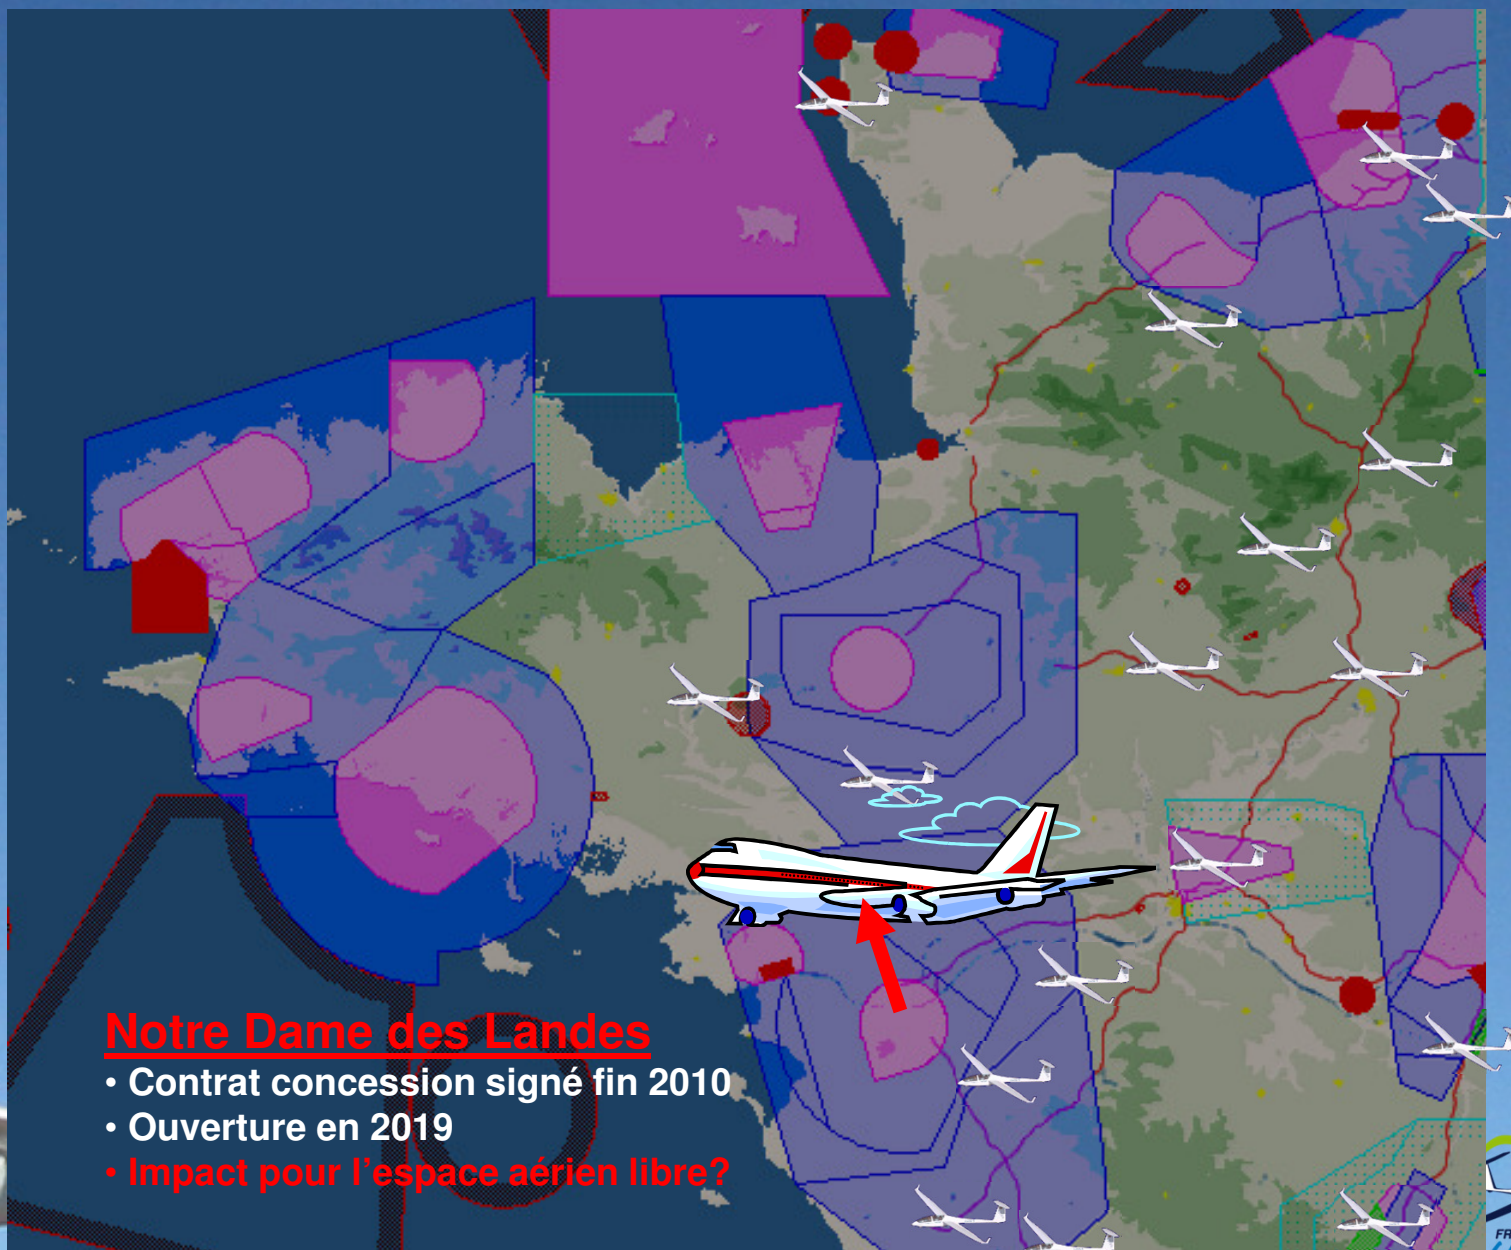 Notre Dame des Landes
• Contrat concession signé fin 2010
• Ouverture en 2019
• Impact pour l'espace aérien libre?